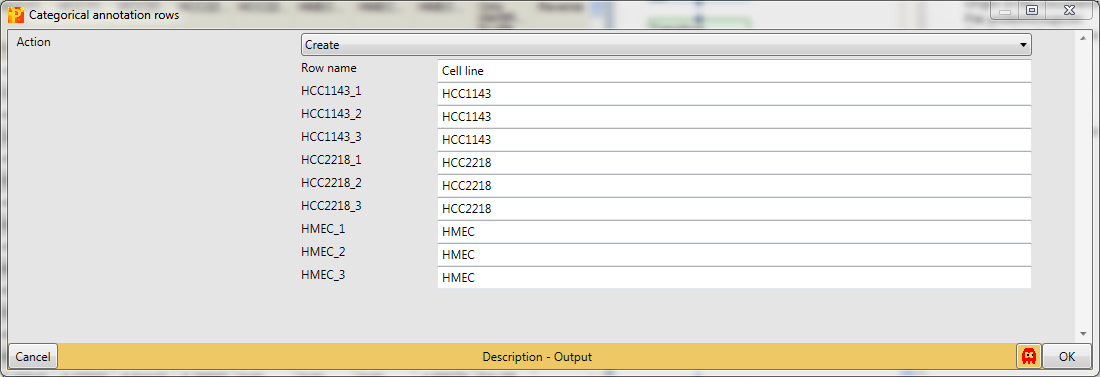 Categorical annotation rows
Action
Create
Row name Cell line
HCC1143_1 HCC1143
HCC1143_2 HCC1143
HCC1143_3 HCC1143
HCC2218_1 HCC2218
HCC2218_2 HCC2218
HCC2218_3 HCC2218
HMEC_1 HMEC
HMEC_2 HMEC
HMEC_3 HMEC
Cancel Description - Output OK